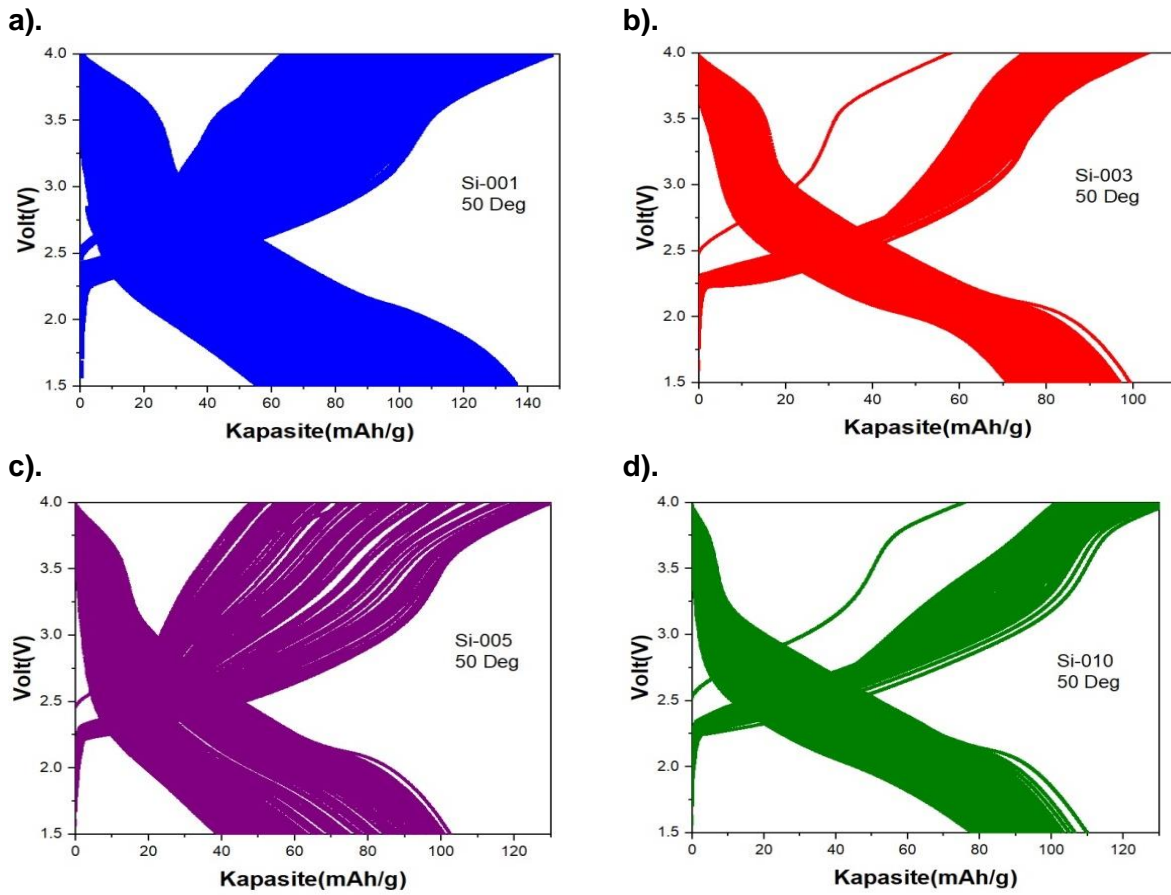 a).
4.0
3.5
3.0
2.5
2.0
1.5
Volt(V)
0 20 40 60 80 100 120 140
Kapasite(mAh/g)
Si-001
50 Deg
b).
4.0
3.5
3.0
2.5
2.0
1.5
Volt(V)
0 20 40 60 80 100
Kapasite(mAh/g)
Si-003
50 Deg
c).
4.0
3.5
3.0
2.5
2.0
1.5
Volt(V)
0 20 40 60 80 100 120
Kapasite(mAh/g)
Si-005
50 Deg
d).
4.0
3.5
3.0
2.5
2.0
1.5
Volt(V)
0 20 40 60 80 100 120
Kapasite(mAh/g)
Si-010
50 Deg